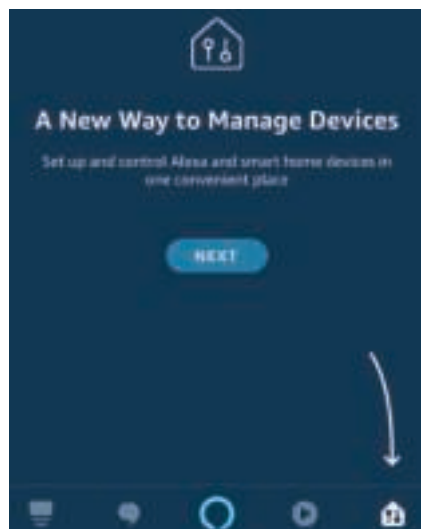 A New Way to Manage Devices
Set up and control Alexa and smart home devices in
one convenient place
NEXT